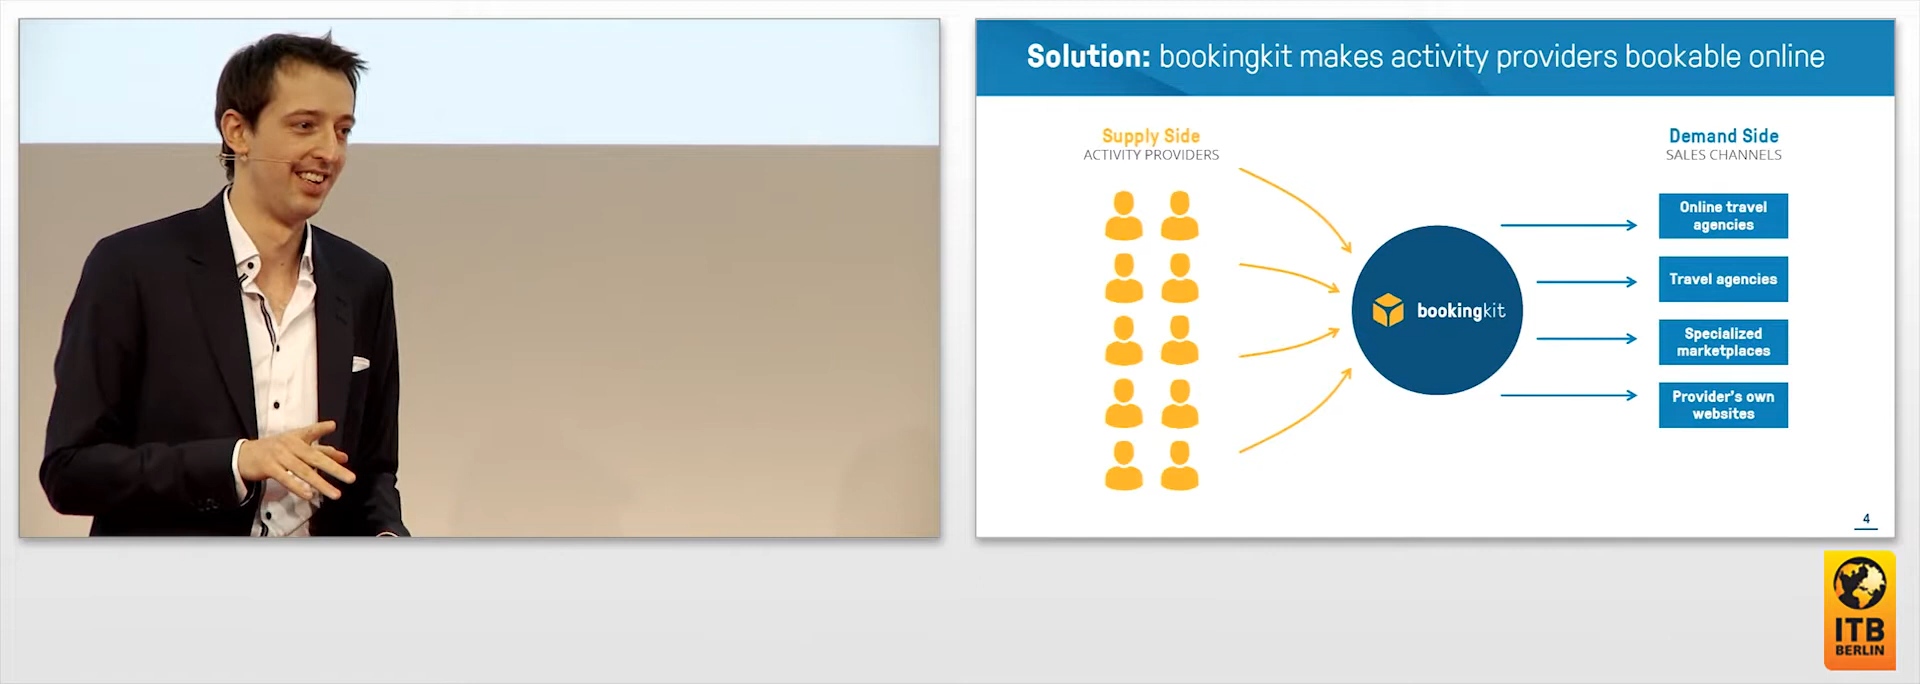 Solution: bookingkit makes activity providers bookable online
Supply Side
ACTIVITY PROVIDERS
Demand Side
SALES CHANNELS
Online travel
agencies
Travel agencies
Specialized
marketplaces
Provider's own
websites
bookingkit
4
ITB
BERLIN